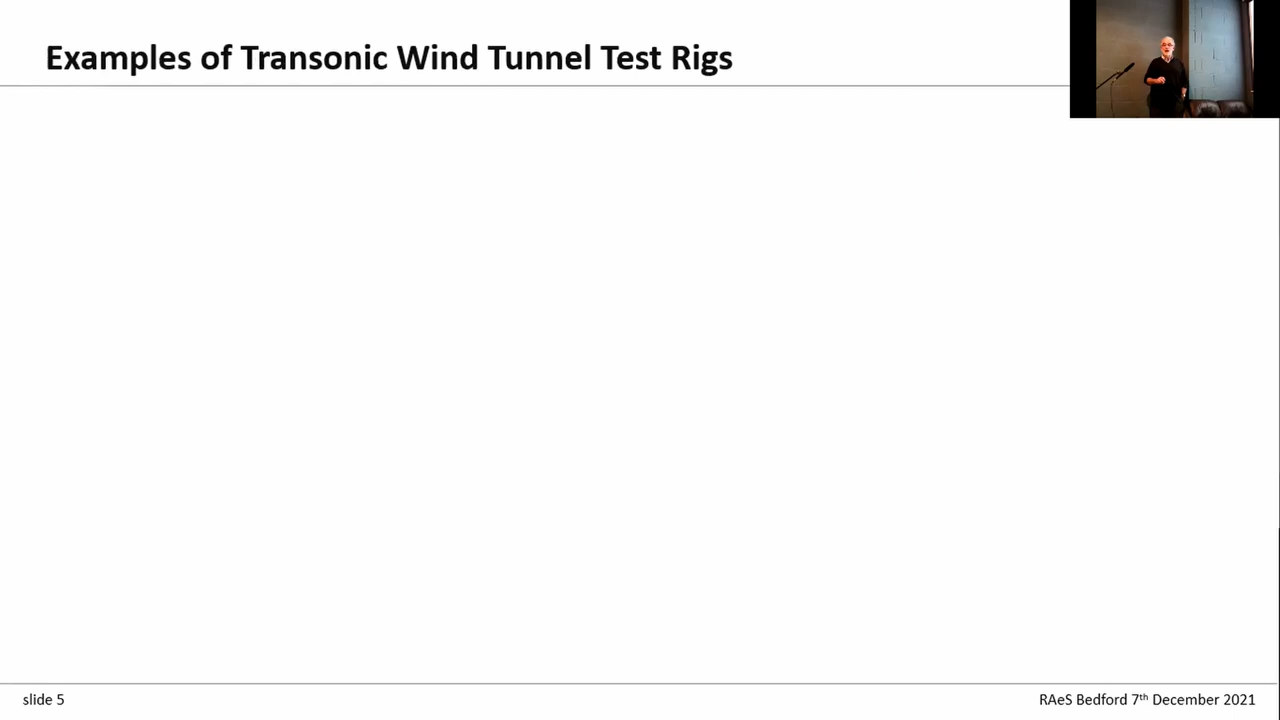 Examples of Transonic Wind Tunnel Test Rigs
slide 5
RAeS Bedford 7th December 2021